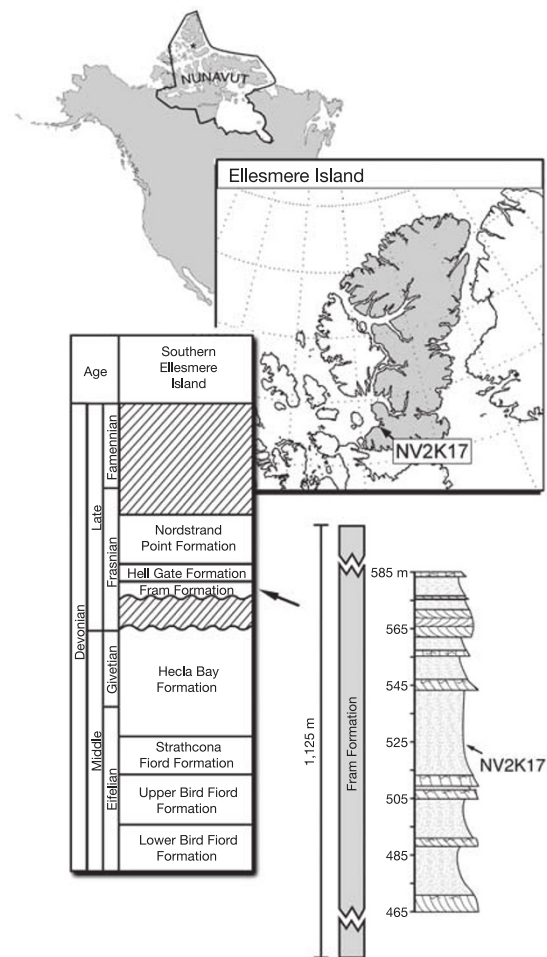 NUNAVUT
Ellesmere Island
NV2K17
Age
Southern
Ellesmere
Island
Devonian
Late
Middle
Famennian
Frasnian
Givetian
Eifelian
Nordstrand
Point Formation
Hell Gate Formation
Fram Formation
Hecla Bay
Formation
Strathcona
Fiord Formation
Upper Bird Fiord
Formation
Lower Bird Fiord
Formation
1,125 m
Fram Formation
585 m
565
545
525
505
485
465
NV2K17